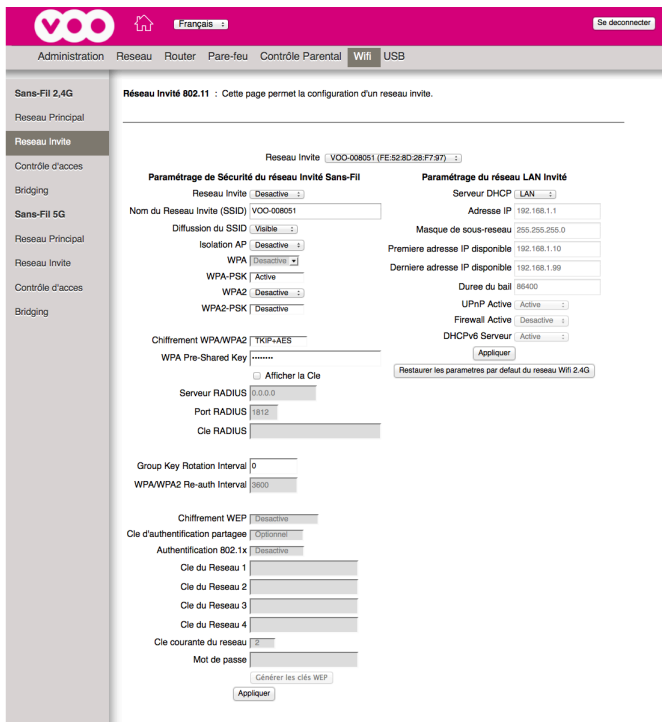 VOO
Français
Se deconnecter
Administration Reseau Router Pare-feu Contrôle Parental Wifi USB
Sans-Fil 2,4G
Reseau Principal
Reseau Invite
Contrôle d'acces
Bridging
Sans-Fil 5G
Reseau Principal
Reseau Invite
Contrôle d'acces
Bridging
Réseau Invité 802.11 : Cette page permet la configuration d'un reseau invite.
Reseau Invite VOO-008051 (FE:52:8D:28:F7:97)
Paramétrage de Sécurité du réseau Invité Sans-Fil
Reseau Invite Desactive
Nom du Reseau Invite (SSID) VOO-008051
Diffusion du SSID Visible
Isolation AP Desactive
WPA Desactive
WPA-PSK Active
WPA2 Desactive
WPA2-PSK Desactive
Chiffrement WPA/WPA2 TKIP+AES
WPA Pre-Shared Key ••••••••
Afficher la Cle
Serveur RADIUS 0.0.0.0
Port RADIUS 1812
Cle RADIUS
Group Key Rotation Interval 0
WPA/WPA2 Re-auth Interval 3600
Chiffrement WEP Desactive
Cle d'authentification partagee Optionnel
Authentification 802.1x Desactive
Cle du Reseau 1
Cle du Reseau 2
Cle du Reseau 3
Cle du Reseau 4
Cle courante du reseau 2
Mot de passe
Générer les clés WEP
Appliquer
Paramétrage du réseau LAN Invité
Serveur DHCP LAN
Adresse IP 192.168.1.1
Masque de sous-reseau 255.255.255.0
Premiere adresse IP disponible 192.168.1.10
Derniere adresse IP disponible 192.168.1.99
Duree du bail 86400
UPnP Active Active
Firewall Active Desactive
DHCPv6 Serveur Active
Appliquer
Restaurer les parametres par defaut du reseau Wifi 2.4G